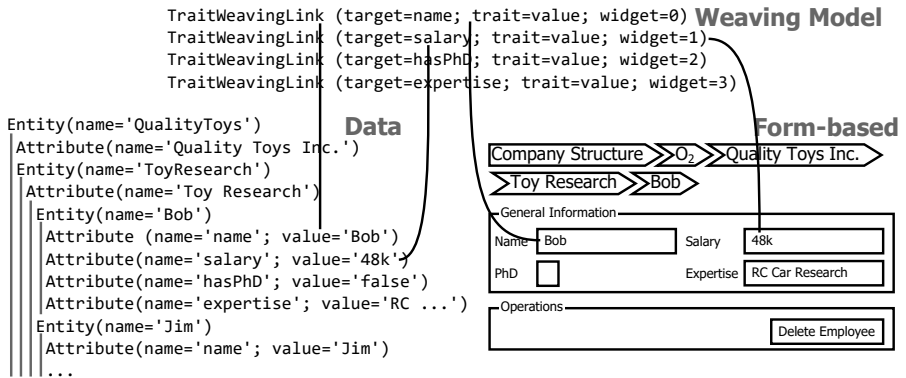 TraitWeavingLink (target=name; trait=value; widget=0)
Weaving Model
TraitWeavingLink (target=salary; trait=value; widget=1)
TraitWeavingLink (target=hasPhD; trait=value; widget=2)
TraitWeavingLink (target=expertise; trait=value; widget=3)
Data
Entity(name='QualityToys')
Attribute(name='Quality Toys Inc.')
Entity(name='ToyResearch')
Attribute(name='Toy Research')
Entity(name='Bob')
Attribute (name='name'; value='Bob')
Attribute(name='salary'; value='48k')
Attribute(name='hasPhD'; value='false')
Attribute(name='expertise'; value='RC ...')
Entity(name='Jim')
Attribute(name='name'; value='Jim')
...
Form-based
Company Structure O₂ Quality Toys Inc.
Toy Research Bob
General Information
Name Bob Salary 48k
PhD Expertise RC Car Research
Operations
Delete Employee